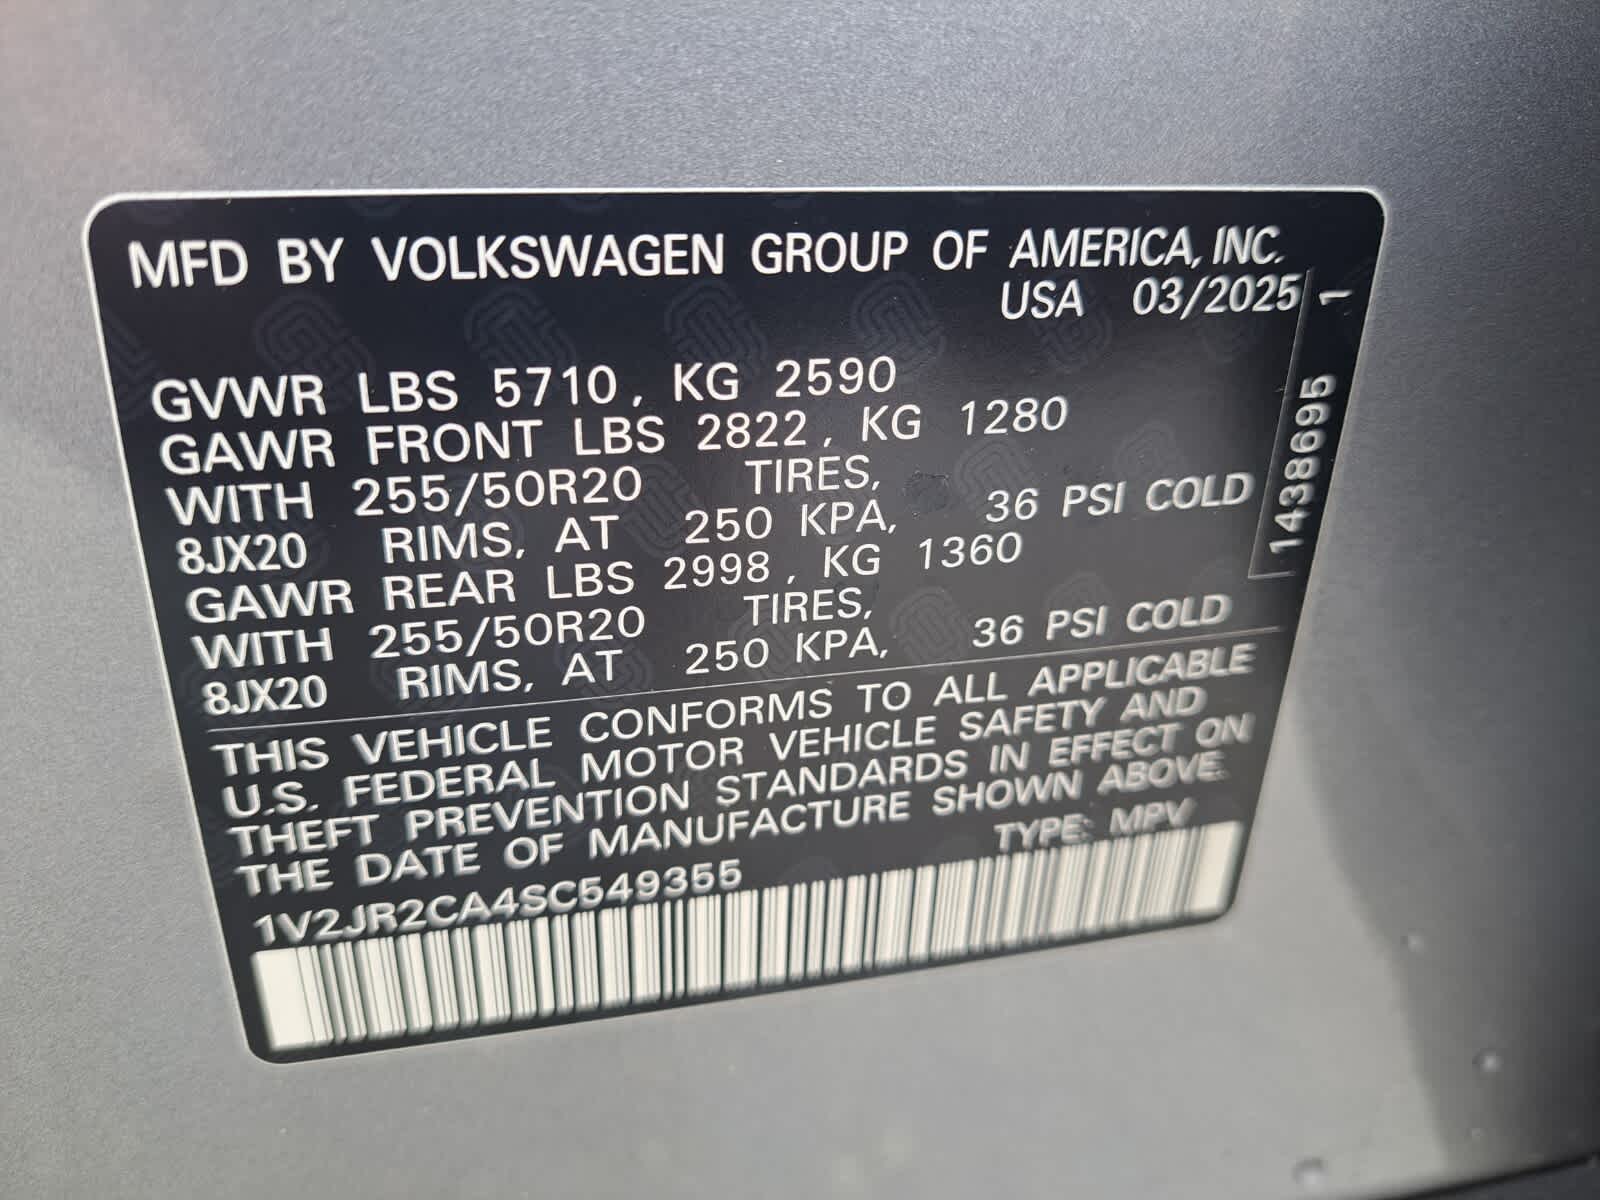 MFD BY VOLKSWAGEN GROUP OF AMERICA, INC.
USA 03/2025
GVWR LBS 5710, KG 2590
GAWR FRONT LBS 2822, KG 1280
WITH 255/50R20 TIRES,
8JX20 RIMS, AT 250 KPA, 36 PSI COLD
GAWR REAR LBS 2998, KG 1360
WITH 255/50R20 TIRES,
8JX20 RIMS, AT 250 KPA, 36 PSI COLD
THIS VEHICLE CONFORMS TO ALL APPLICABLE
U.S. FEDERAL MOTOR VEHICLE SAFETY AND
THEFT PREVENTION STANDARDS IN EFFECT ON
THE DATE OF MANUFACTURE SHOWN ABOVE.
TYPE: MPV
1V2JR2CA4SC549355
1438695 1